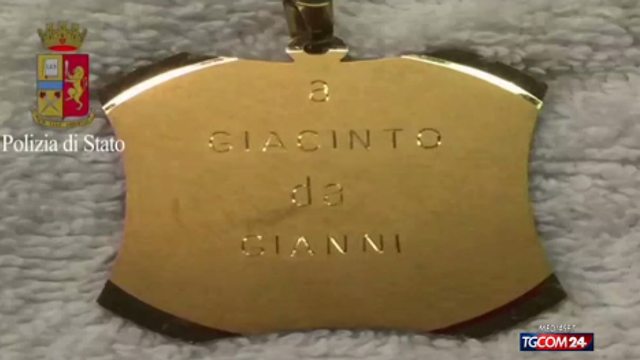 a
GIACINTO
da
GIANNI
Polizia di Stato
MEDIASET
TGCOM24